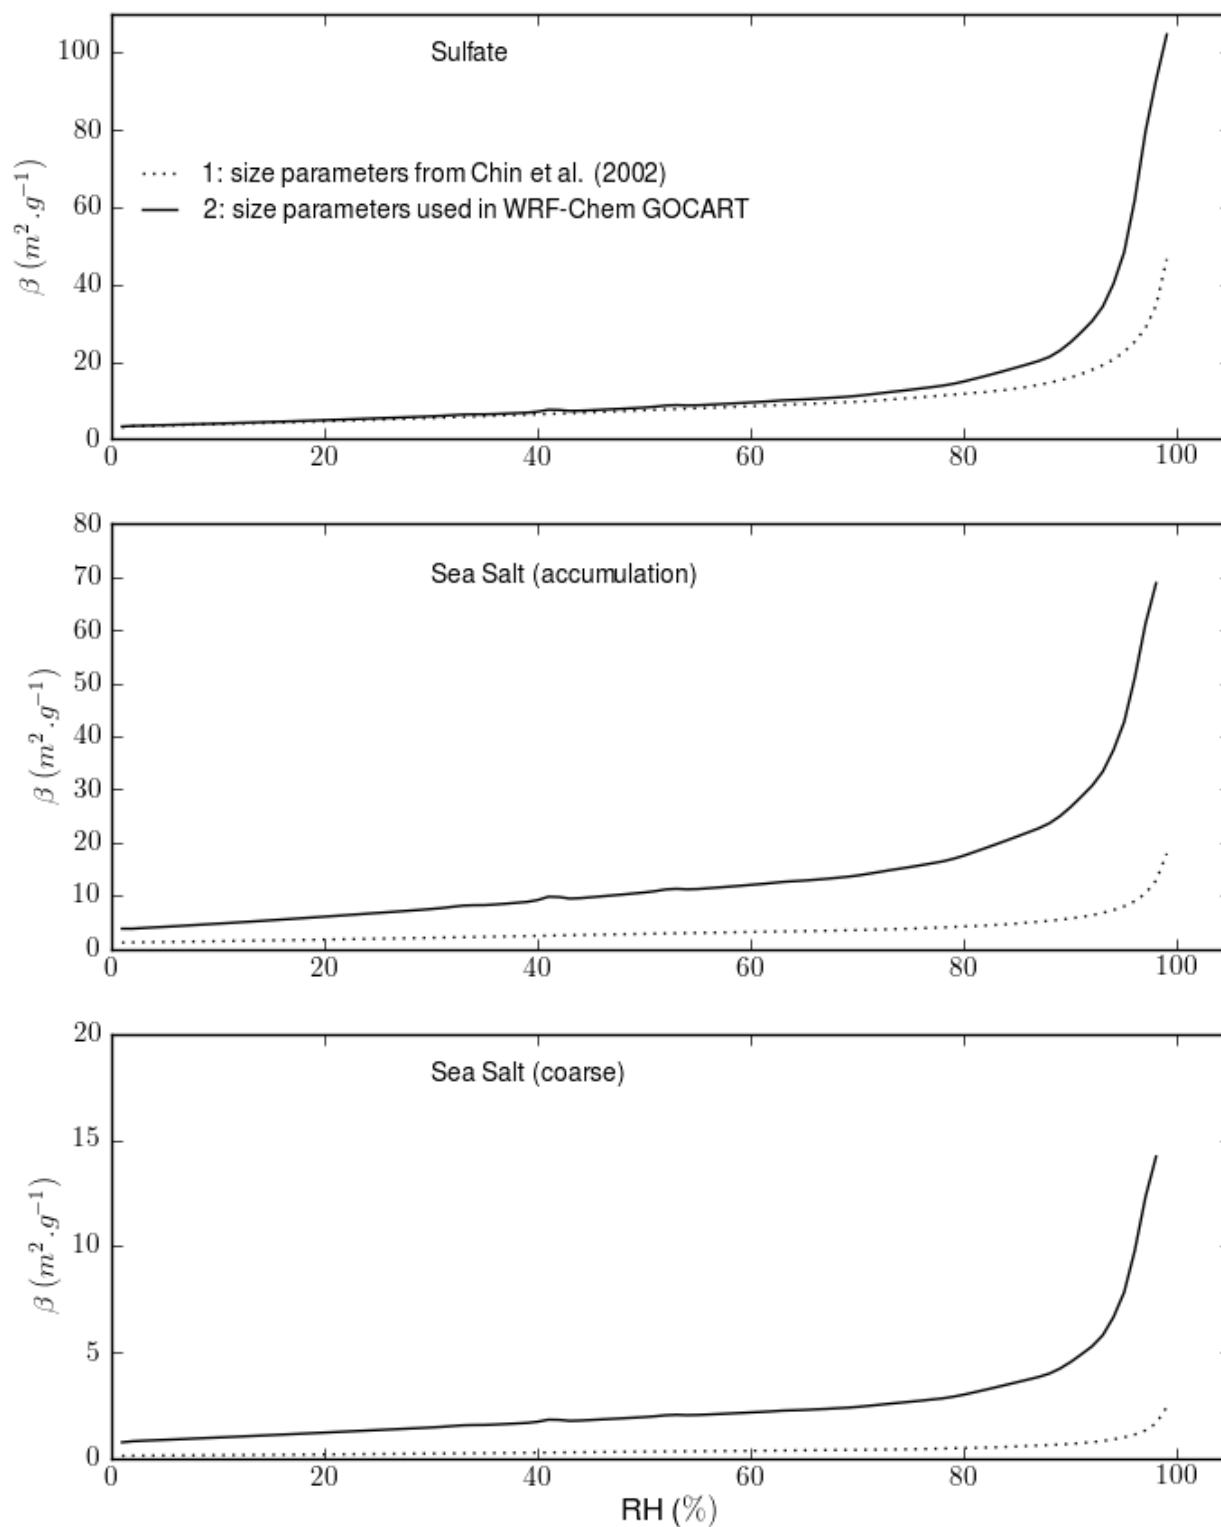 Sulfate
1: size parameters from Chin et al. (2002)
2: size parameters used in WRF-Chem GOCART
β (m² .g⁻¹)
100
80
60
40
20
0
0 20 40 60 80 100
Sea Salt (accumulation)
β (m² .g⁻¹)
80
70
60
50
40
30
20
10
0
0 20 40 60 80 100
Sea Salt (coarse)
β (m² .g⁻¹)
20
15
10
5
0
0 20 40 60 80 100
RH (%)